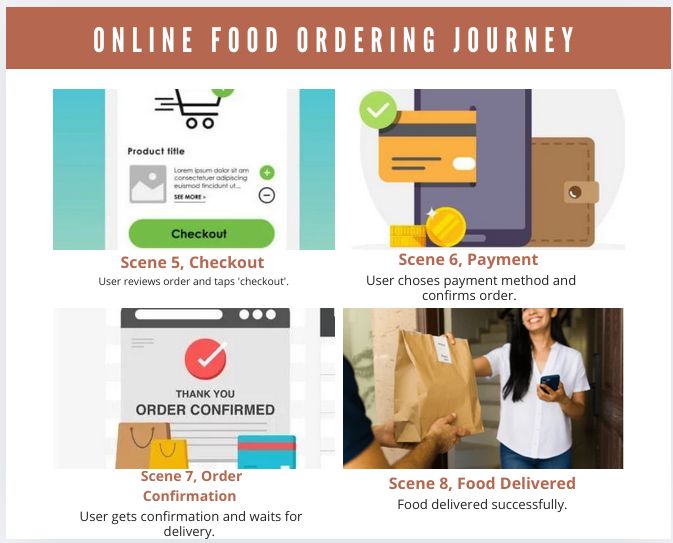 ONLINE FOOD ORDERING JOURNEY
Product title
Lorem ipsum dolor sit am
consectetuer adipiscing
euismod tincidunt ut...
SEE MORE >
Checkout
Scene 5, Checkout
User reviews order and taps 'checkout'.
Scene 6, Payment
User choses payment method and
confirms order.
THANK YOU
ORDER CONFIRMED
Scene 7, Order
Confirmation
User gets confirmation and waits for
delivery.
Scene 8, Food Delivered
Food delivered successfully.